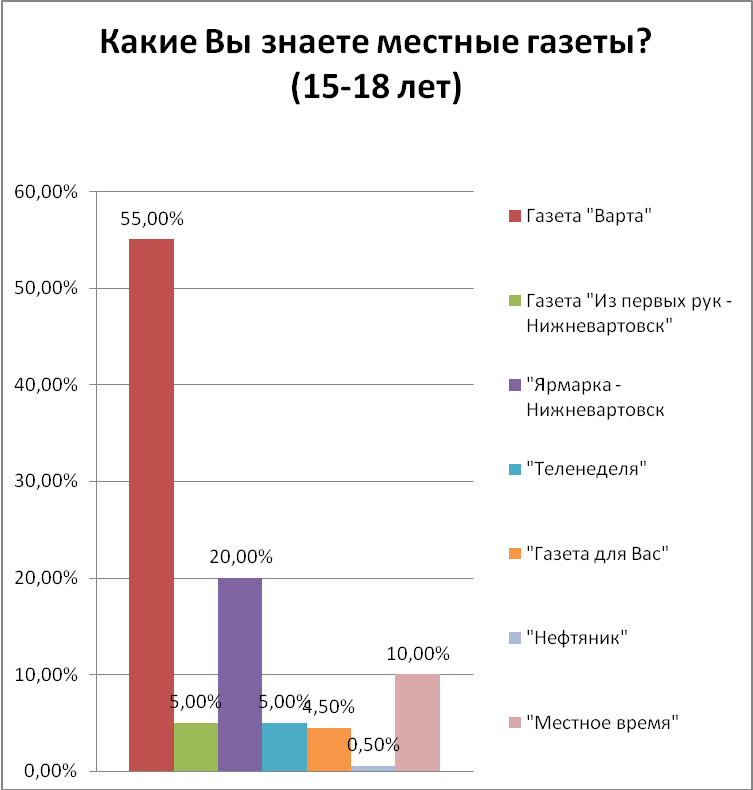 Какие Вы знаете местные газеты?
(15-18 лет)
60,00%
50,00%
40,00%
30,00%
20,00%
10,00%
0,00%
55,00%
5,00%
20,00%
5,00%
4,50%
0,50%
10,00%
Газета "Варта"
Газета "Из первых рук -
Нижневартовск"
"Ярмарка -
Нижневартовск
"Теленеделя"
"Газета для Вас"
"Нефтяник"
"Местное время"